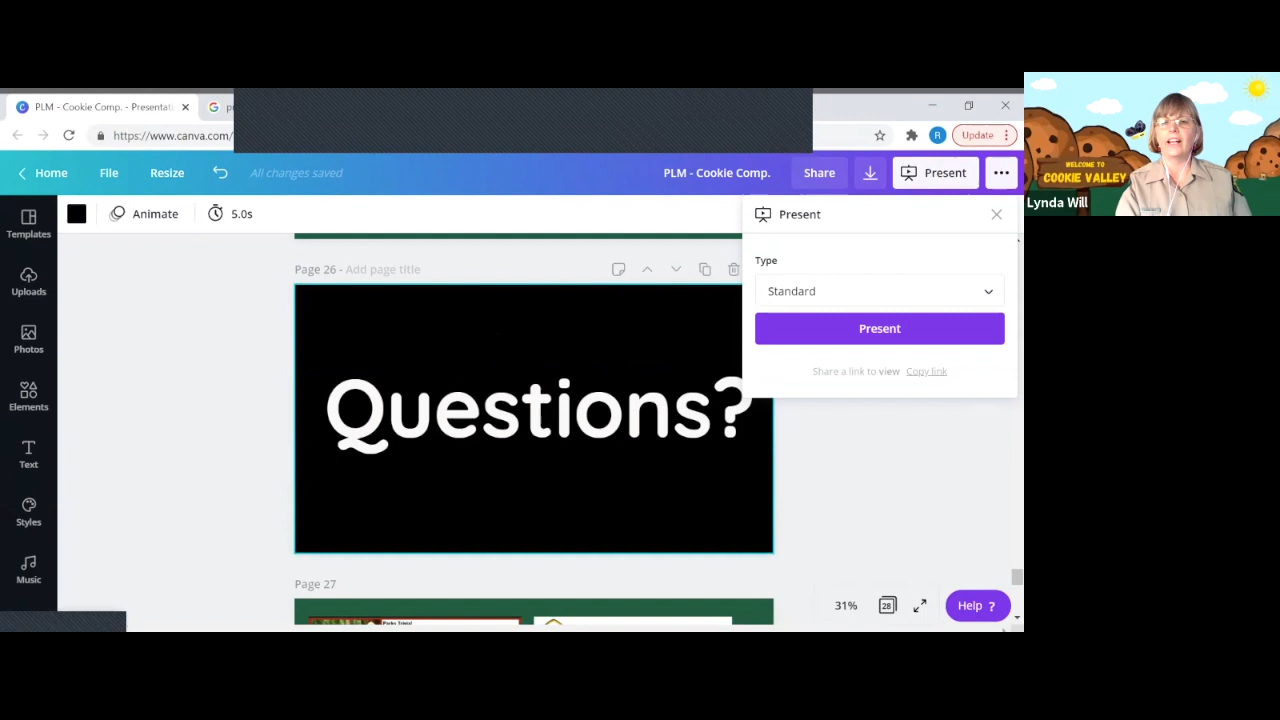 PLM - Cookie Comp. - Presentati
https://www.canva.com/
R
Update
Home
File
Resize
All changes saved
PLM - Cookie Comp.
Share
Present
WELCOME TO
COOKIE VALLEY
Lynda Will
Animate
5.0s
Present
Templates
Uploads
Photos
Elements
Text
Styles
Music
Page 26 - Add page title
Type
Standard
Present
Share a link to view Copy link
Questions?
Page 27
31%
28
Help ?